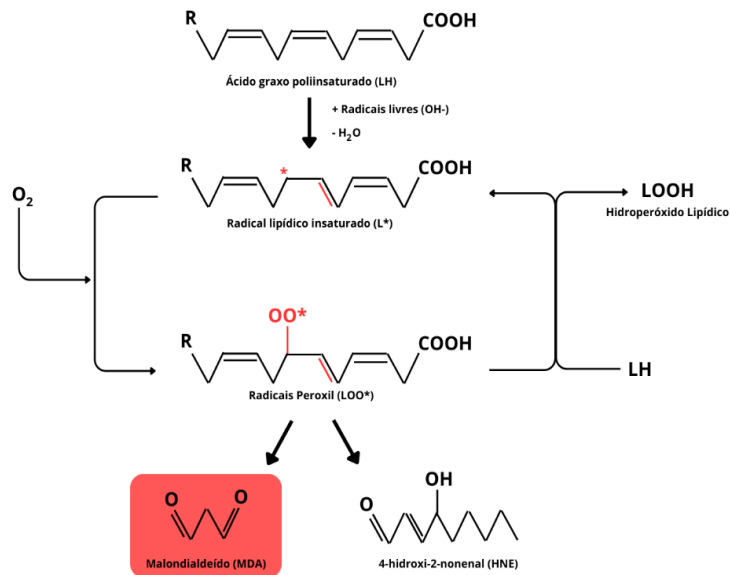 R
COOH
Ácido graxo poliinsaturado (LH)
+ Radicais livres (OH-)
- H₂O
R
*
COOH
Radical lipídico insaturado (L*)
O₂
LOOH
Hidroperóxido Lipídico
OO*
R
COOH
Radicais Peroxil (LOO*)
LH
O
O
Malondialdeído (MDA)
OH
O
4-hidroxi-2-nonenal (HNE)